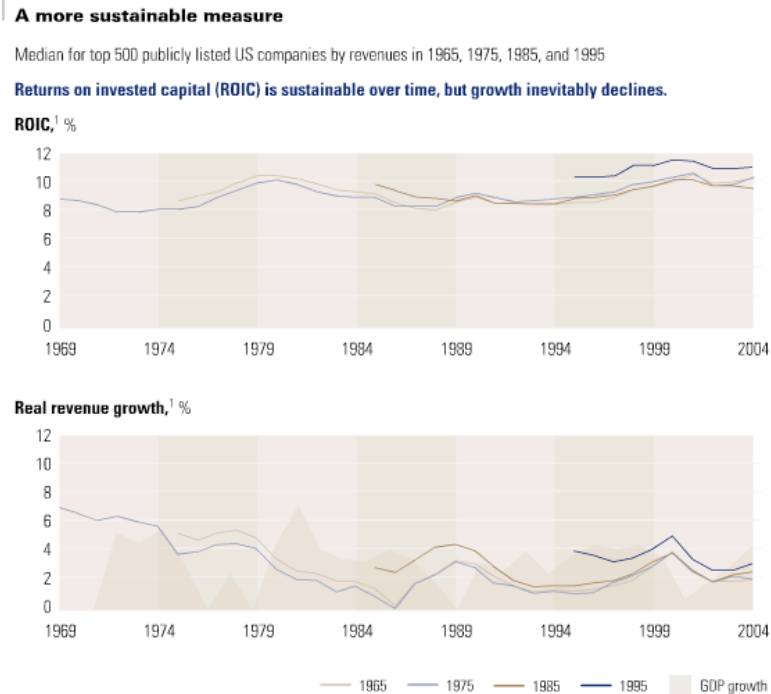 A more sustainable measure
Median for top 500 publicly listed US companies by revenues in 1965, 1975, 1985, and 1995
Returns on invested capital (ROIC) is sustainable over time, but growth inevitably declines.
ROIC,¹ %
12
10
8
6
4
2
0
1969 1974 1979 1984 1989 1994 1999 2004
Real revenue growth,¹ %
12
10
8
6
4
2
0
1969 1974 1979 1984 1989 1994 1999 2004
1965 1975 1985 1995 GDP growth